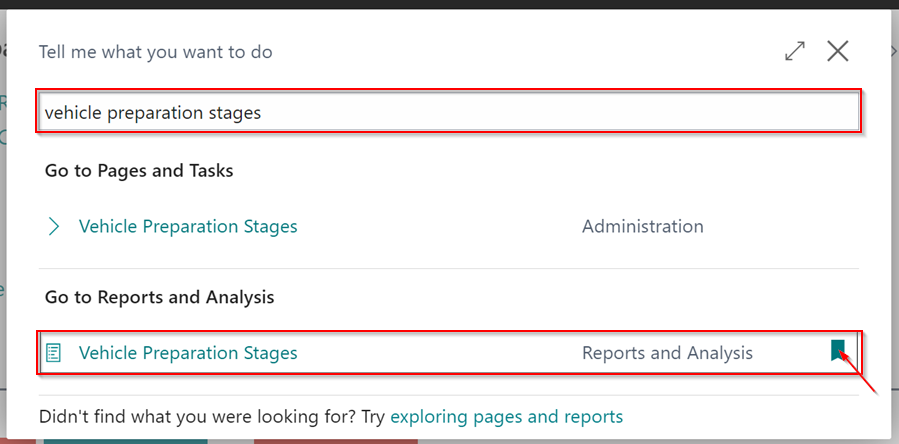 Tell me what you want to do
vehicle preparation stages
Go to Pages and Tasks
Vehicle Preparation Stages Administration
Go to Reports and Analysis
Vehicle Preparation Stages Reports and Analysis
Didn't find what you were looking for? Try exploring pages and reports